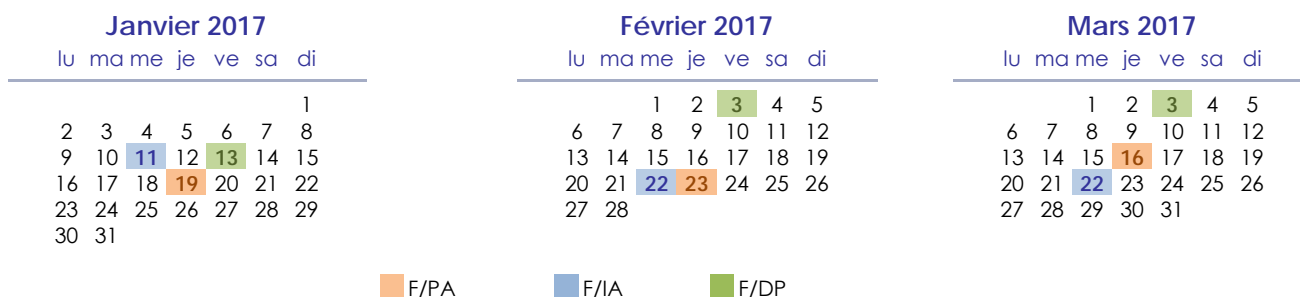 Janvier 2017
lu ma me je ve sa di
1
2 3 4 5 6 7 8
9 10 11 12 13 14 15
16 17 18 19 20 21 22
23 24 25 26 27 28 29
30 31
Février 2017
lu ma me je ve sa di
1 2 3 4 5
6 7 8 9 10 11 12
13 14 15 16 17 18 19
20 21 22 23 24 25 26
27 28
Mars 2017
lu ma me je ve sa di
1 2 3 4 5
6 7 8 9 10 11 12
13 14 15 16 17 18 19
20 21 22 23 24 25 26
27 28 29 30 31
F/PA F/IA F/DP